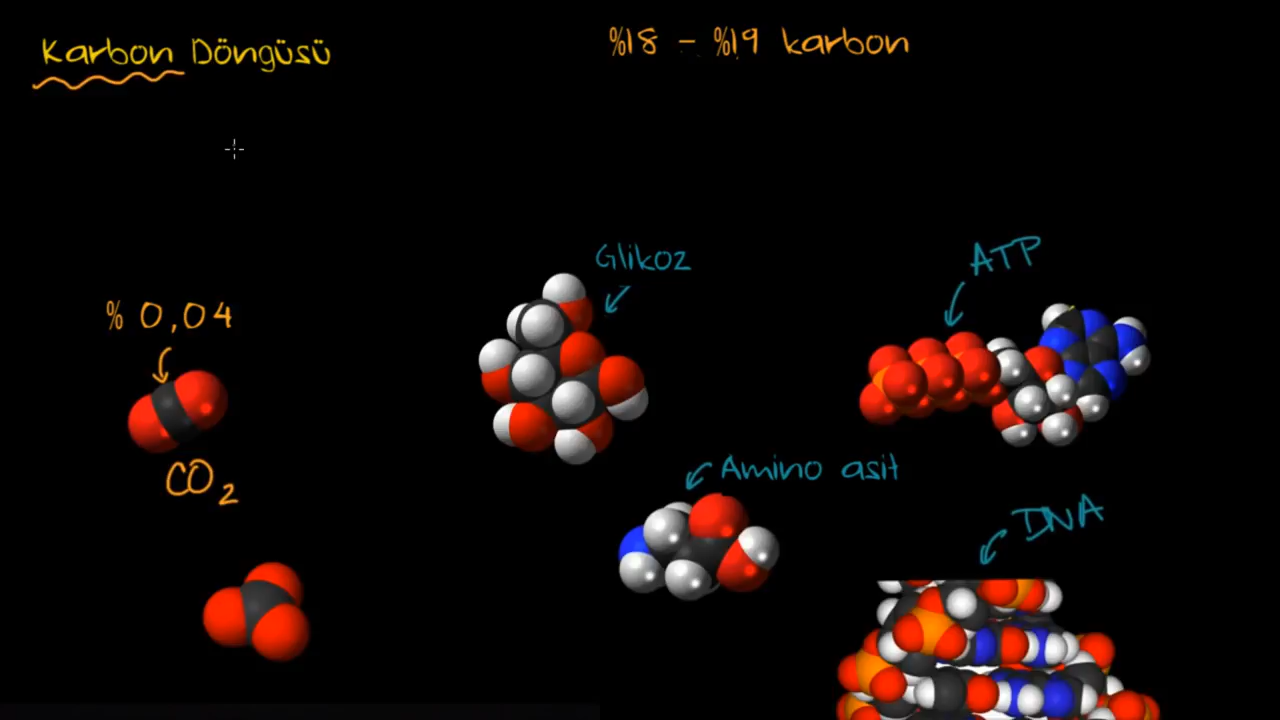 Karbon Döngüsü
%18 - %19 karbon
Glikoz
ATP
% 0,04
CO₂
Amino asit
DNA